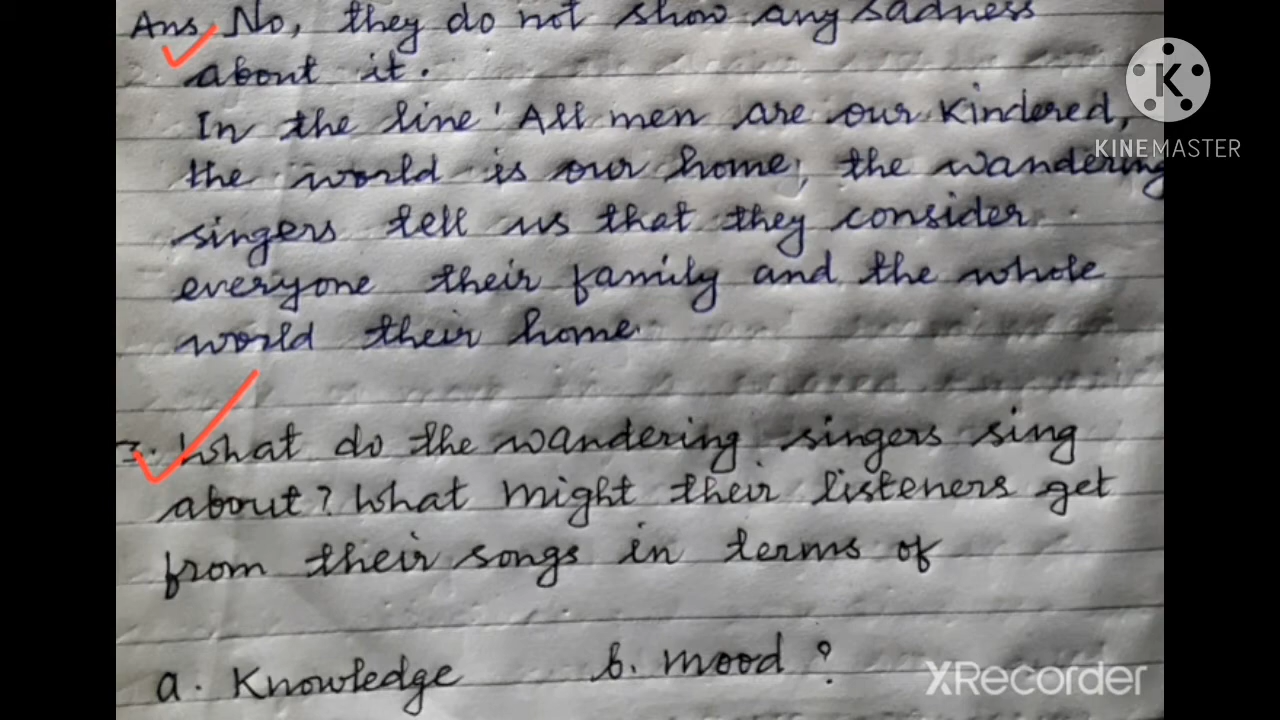 Ans No, they do not show any sadness
about it.
In the line 'All men are our Kindered,
the world is our home', the wandering
singers tell us that they consider
everyone their family and the whole
world their home.
3. What do the wandering singers sing
about? What might their listeners get
from their songs in terms of
a. Knowledge b. mood ?
K
KINEMASTER
XRecorder